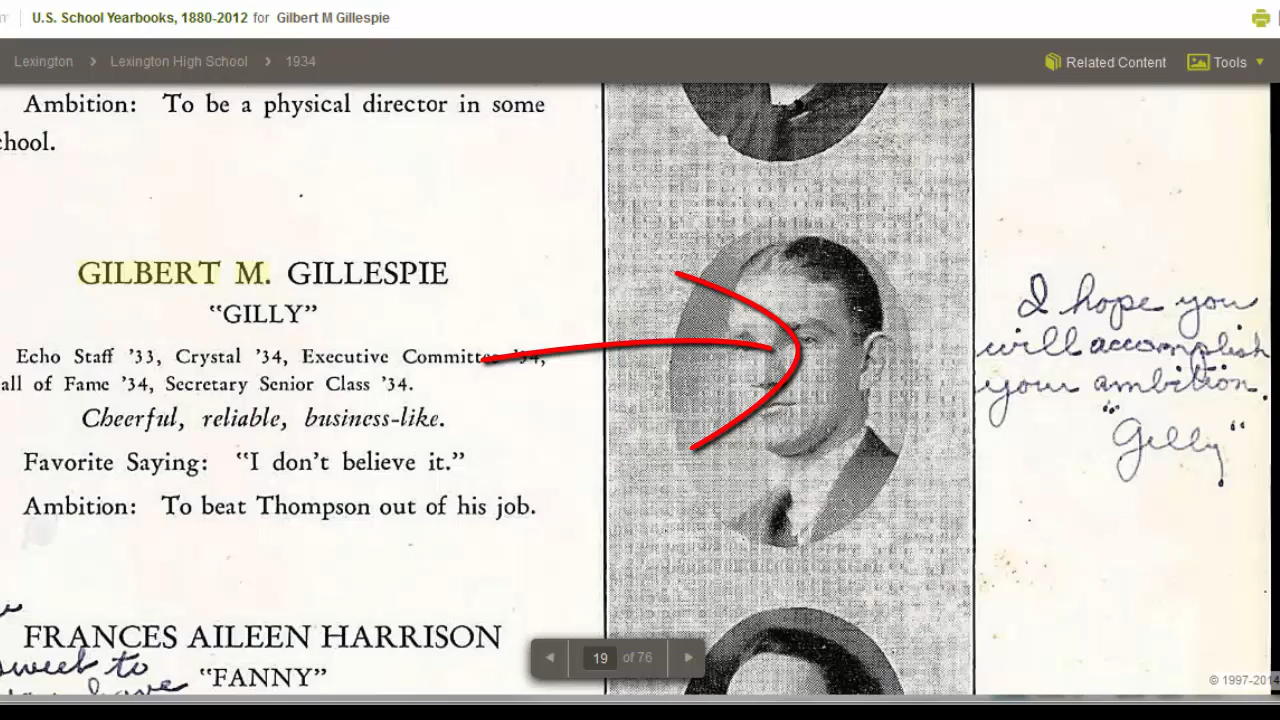 U.S. School Yearbooks, 1880-2012 for Gilbert M Gillespie
Lexington > Lexington High School > 1934
Related Content
Tools
Ambition: To be a physical director in some
chool.
GILBERT M. GILLESPIE
"GILLY"
Echo Staff '33, Crystal '34, Executive Committee '34,
all of Fame '34, Secretary Senior Class '34.
Cheerful, reliable, business-like.
Favorite Saying: "I don't believe it."
Ambition: To beat Thompson out of his job.
I hope you
will accomplish
your ambition.
"Gilly"
FRANCES AILEEN HARRISON
"FANNY"
sweet to
have
19 of 76
© 1997-2014